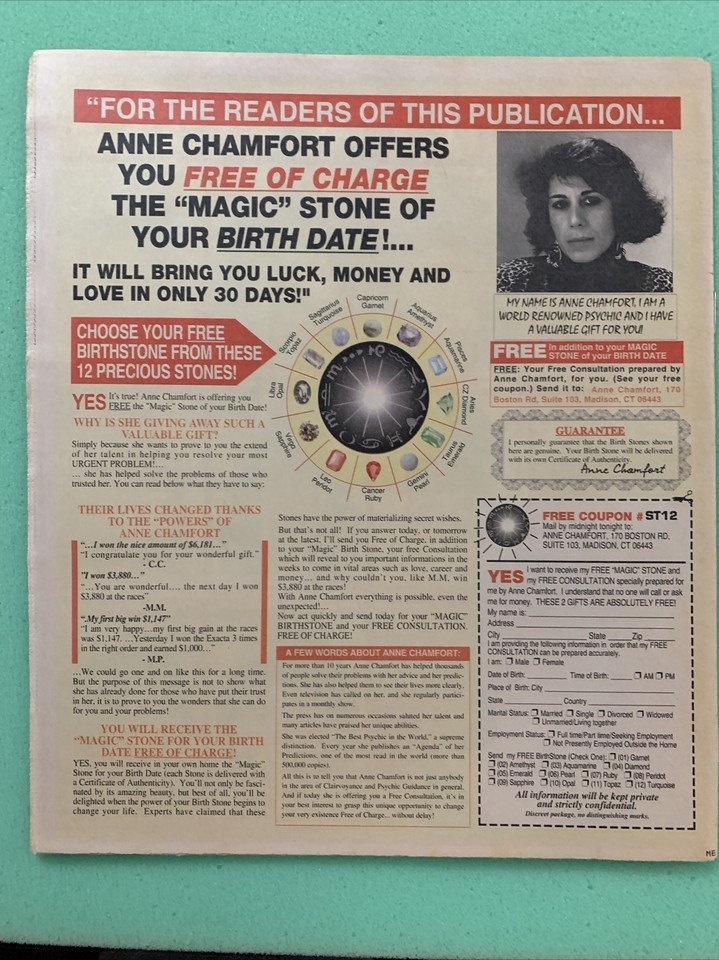 “FOR THE READERS OF THIS PUBLICATION...
ANNE CHAMFORT OFFERS
YOU FREE OF CHARGE
THE “MAGIC” STONE OF
YOUR BIRTH DATE!...
IT WILL BRING YOU LUCK, MONEY AND
LOVE IN ONLY 30 DAYS!"
MY NAME IS ANNE CHAMFORT. I AM A
WORLD RENOWNED PSYCHIC AND I HAVE
A VALUABLE GIFT FOR YOU!
CHOOSE YOUR FREE
BIRTHSTONE FROM THESE
12 PRECIOUS STONES!
Capricorn
Garnet
Aquarius
Amethyst
Pisces
Aquamarine
Aries
CZ Diamond
Taurus
Emerald
Gemini
Pearl
Cancer
Ruby
Leo
Peridot
Virgo
Sapphire
Libra
Opal
Scorpio
Topaz
Sagittarius
Turquoise
FREE In addition to your MAGIC
STONE of your BIRTH DATE
FREE: Your Free Consultation prepared by
Anne Chamfort, for you. (See your free
coupon.) Send it to: Anne Chamfort, 170
Boston Rd, Suite 103, Madison, CT 06443
GUARANTEE
I personally guarantee that the Birth Stones shown
here are genuine. Your Birth Stone will be delivered
with its own Certificate of Authenticity.
Anne Chamfort
YES It's true! Anne Chamfort is offering you
FREE the "Magic" Stone of your Birth Date!
WHY IS SHE GIVING AWAY SUCH A
VALUABLE GIFT?
Simply because she wants to prove to you the extend
of her talent in helping you resolve your most
URGENT PROBLEM!...
... she has helped solve the problems of those who
trusted her. You can read below what they have to say:
THEIR LIVES CHANGED THANKS
TO THE “POWERS” OF
ANNE CHAMFORT
“...I won the nice amount of $6,181...”
“I congratulate you for your wonderful gift.”
- C.C.
"I won $3,880..."
“...You are wonderful.... the next day I won
$3,880 at the races”
-M.M.
“My first big win $1,147”
“I am very happy...my first big gain at the races
was $1,147. ...Yesterday I won the Exacta 3 times
in the right order and earned $1,000...”
- M.P.
...We could go one and on like this for a long time.
But the purpose of this message is not to show what
she has already done for those who have put their trust
in her, it is to prove to you the wonders that she can do
for you and your problems!
YOU WILL RECEIVE THE
“MAGIC” STONE FOR YOUR BIRTH
DATE FREE OF CHARGE!
YES, you will receive in your own home the “Magic”
Stone for your Birth Date (each Stone is delivered with
a Certificate of Authenticity). You'll not only be fasci-
nated by its amazing beauty, but best of all, you'll be
delighted when the power of your Birth Stone begins to
change your life. Experts have claimed that these
Stones have the power of materializing secret wishes.
But that's not all! If you answer today, or tomorrow
at the latest, I'll send you Free of Charge, in addition
to your “Magic” Birth Stone, your free Consultation
which will reveal to you important informations in the
weeks to come in vital areas such as love, career and
money... and why couldn't you, like M.M, win
$3,880 at the races!
With Anne Chamfort everything is possible, even the
unexpected!...
Now act quickly and send today for your “MAGIC”
BIRTHSTONE and your FREE CONSULTATION.
FREE OF CHARGE!
A FEW WORDS ABOUT ANNE CHAMFORT:
For more than 10 years Anne Chamfort has helped thousands
of people solve their problems with her advice and her predic-
tions. She has also helped them to see their lives more clearly.
Even television has called on her, and she regularly partici-
pates in a monthly show.
The press has on numerous occasions saluted her talent and
many articles have praised her unique abilities.
She was elected “The Best Psychic in the World,” a supreme
distinction. Every year she publishes an “Agenda” of her
Predictions, one of the most read in the world (more than
500,000 copies).
All this is to tell you that Anne Chamfort is not just anybody
in the area of Clairvoyance and Psychic Guidance in general.
And if today she is offering you a Free Consultation, it's in
your best interest to grasp this unique opportunity to change
your very existence Free of Charge... without delay!
FREE COUPON # ST12
Mail by midnight tonight to:
ANNE CHAMFORT, 170 BOSTON RD,
SUITE 103, MADISON, CT 06443
YES I want to receive my FREE “MAGIC” STONE and
my FREE CONSULTATION specially prepared for
me by Anne Chamfort. I understand that no one will call or ask
me for money. THESE 2 GIFTS ARE ABSOLUTELY FREE!
My name is:
Address
City State Zip
I am providing the following information in order that my FREE
CONSULTATION can be prepared accurately.
I am: ❒ Male ❒ Female
Date of Birth: Time of Birth: ❒ AM ❒ PM
Place of Birth: City
State Country
Marital Status: ❒ Married ❒ Single ❒ Divorced ❒ Widowed
❒ Unmarried/Living together
Employment Status: ❒ Full time/Part time/Seeking Employment
❒ Not Presently Employed Outside the Home
Send my FREE BirthStone (Check One): ❒ (01) Garnet
❒ (02) Amethyst ❒ (03) Aquamarine ❒ (04) Diamond
❒ (05) Emerald ❒ (06) Pearl ❒ (07) Ruby ❒ (08) Peridot
❒ (09) Sapphire ❒ (10) Opal ❒ (11) Topaz ❒ (12) Turquoise
All information will be kept private
and strictly confidential.
Discreet package, no distinguishing marks.
ME